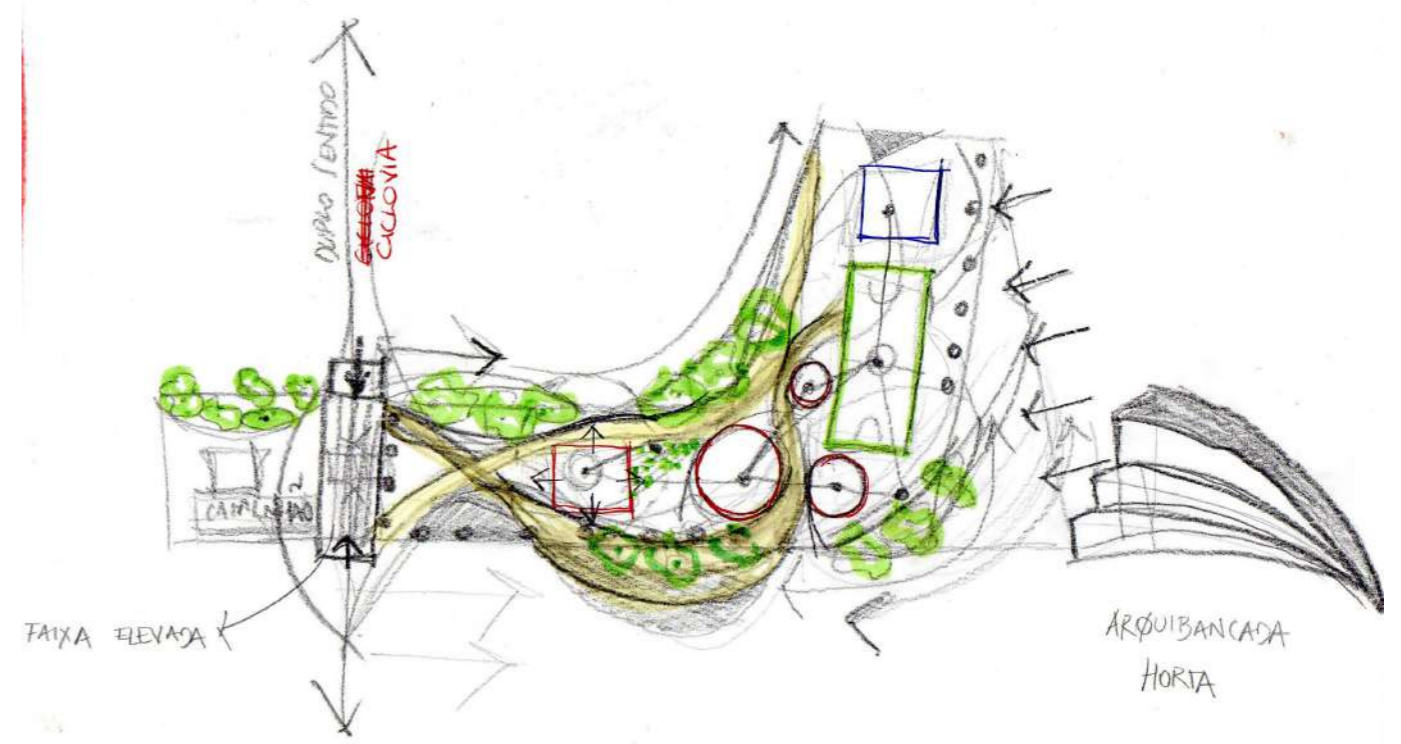 DUPLO SENTIDO
CICLOVIA
FAIXA ELEVADA
ARQUIBANCADA
HORTA